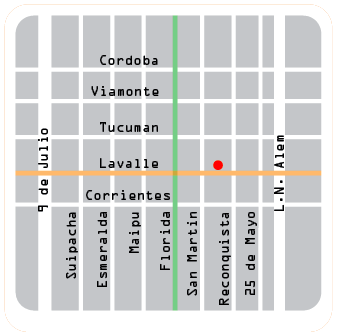 Cordoba
Viamonte
Tucuman
Lavalle
Corrientes
9 de Julio
Suipacha
Esmeralda
Maipu
Florida
San Martin
Reconquista
25 de Mayo
L.N. Alem